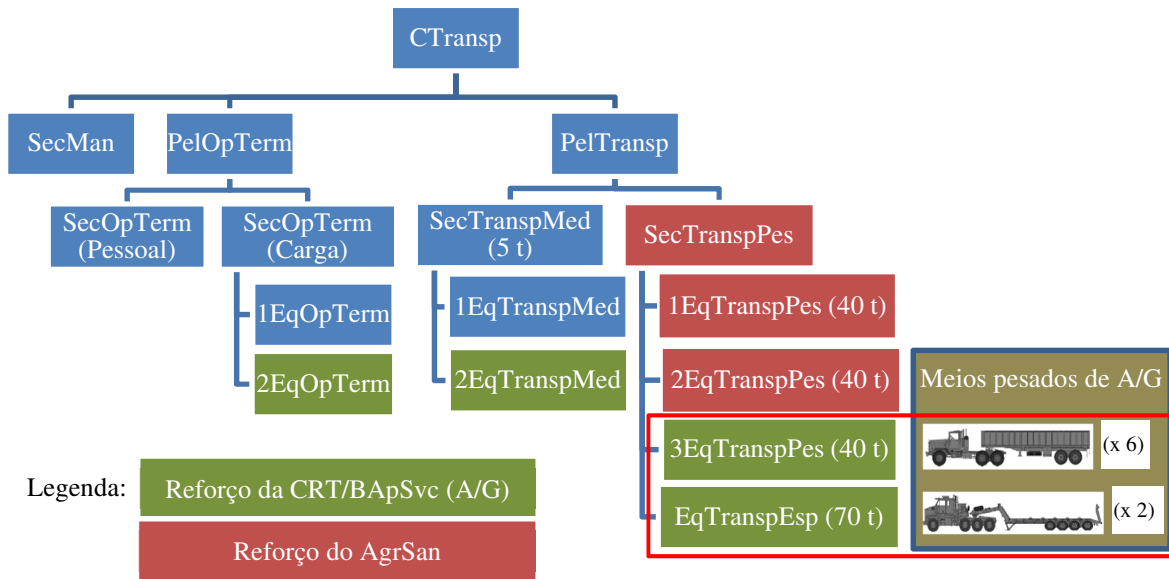 CTransp
SecMan
PelOpTerm
PelTransp
SecOpTerm
(Pessoal)
SecOpTerm
(Carga)
SecTranspMed
(5 t)
SecTranspPes
1EqOpTerm
1EqTranspMed
1EqTranspPes (40 t)
2EqOpTerm
2EqTranspMed
2EqTranspPes (40 t)
Meios pesados de A/G
3EqTranspPes (40 t)
(x 6)
EqTranspEsp (70 t)
(x 2)
Legenda:
Reforço da CRT/BApSvc (A/G)
Reforço do AgrSan